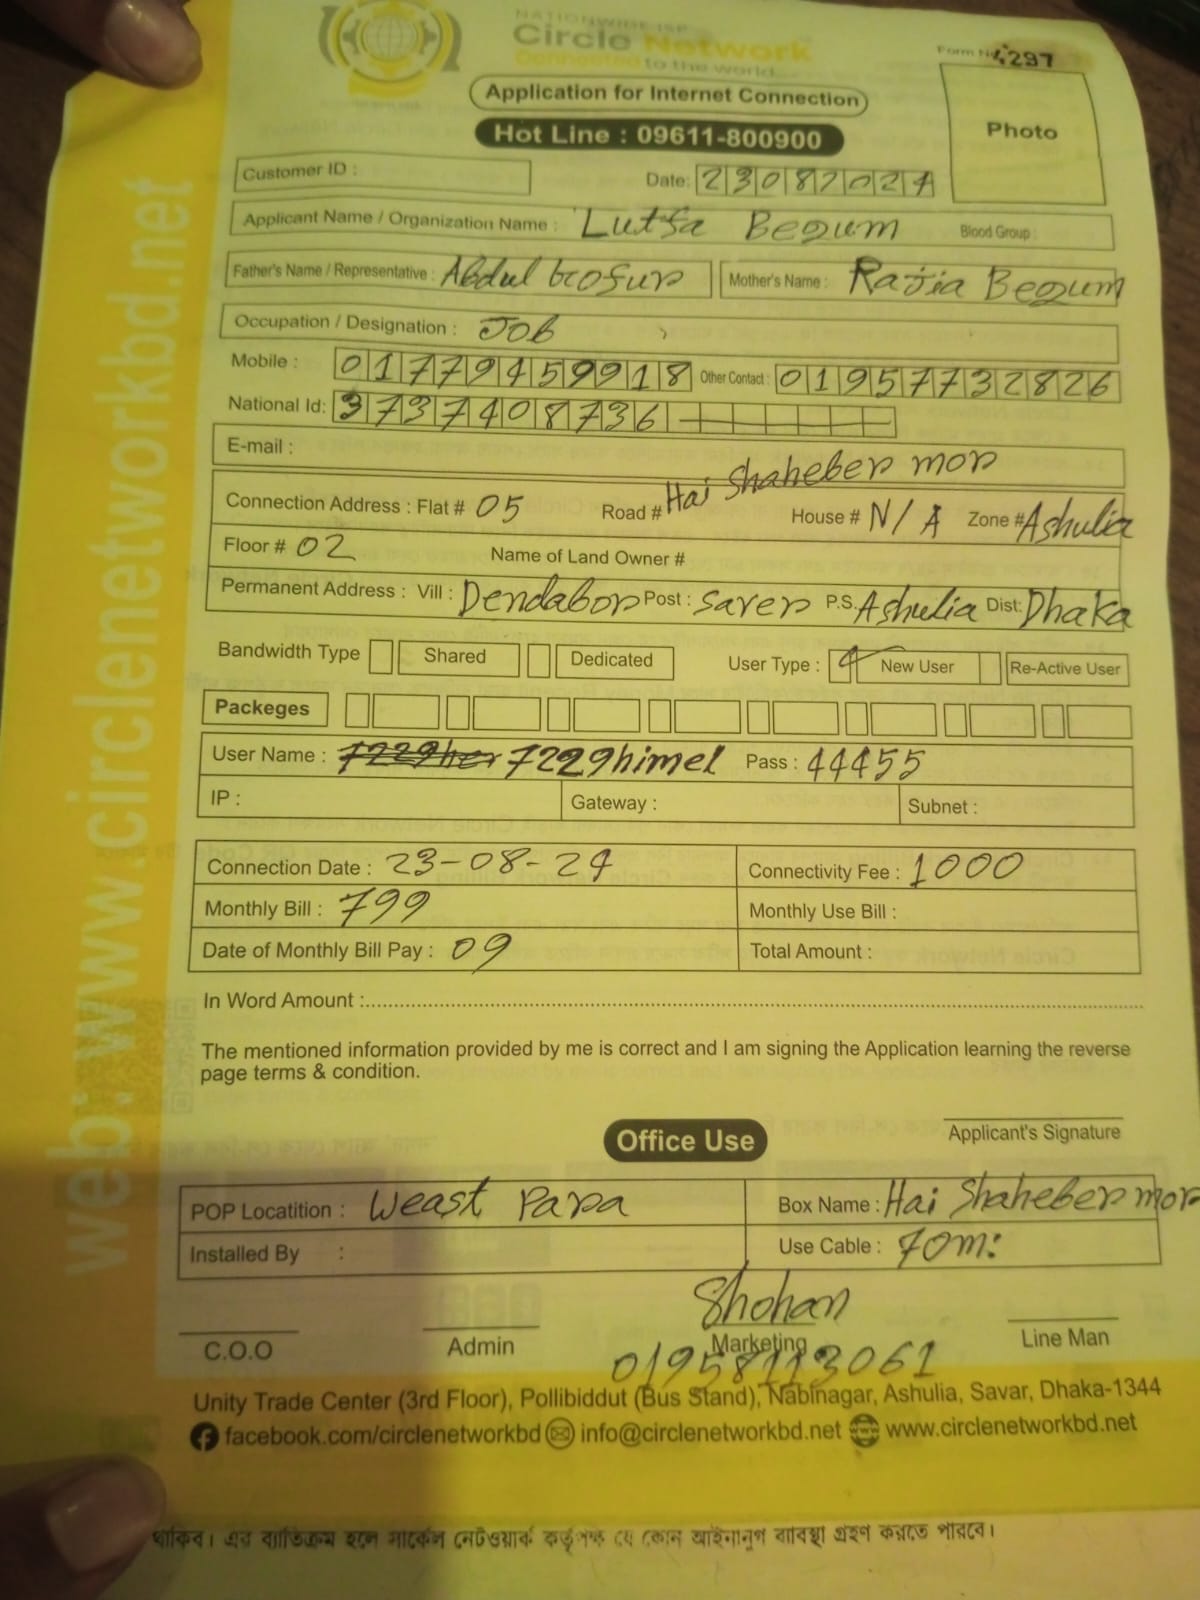 NATIONWIDE ISP
Circle Network
Connected to the world
Form No 4297
Application for Internet Connection
Photo
Hot Line : 09611-800900
Customer ID :
Date: 23082024
Applicant Name / Organization Name : Lutfa Begum Blood Group :
Father's Name / Representative : Abdul Gofur Mother's Name : Rajia Begum
Occupation / Designation : Job
Mobile : 01779459918 Other Contact : 01957732826
National Id: 3737408736
E-mail :
Connection Address : Flat # 05 Road # Hai Shaheber mor House # N/A Zone # Ashulia
Floor # 02 Name of Land Owner #
Permanent Address : Vill : Dendabor Post : Saver P.S. Ashulia Dist: Dhaka
Bandwidth Type Shared Dedicated User Type : New User Re-Active User
Packeges
User Name : 7229himel Pass : 44455
IP : Gateway : Subnet :
Connection Date : 23-08-24 Connectivity Fee : 1000
Monthly Bill : 799 Monthly Use Bill :
Date of Monthly Bill Pay : 09 Total Amount :
In Word Amount :
The mentioned information provided by me is correct and I am signing the Application learning the reverse
page terms & condition.
Applicant's Signature
Office Use
POP Locatition : Weast Para Box Name : Hai Shaheber mor
Installed By : Use Cable : 70m:
Shohan
C.O.O Admin Marketing Line Man
01958113061
Unity Trade Center (3rd Floor), Pollibiddut (Bus Stand), Nabinagar, Ashulia, Savar, Dhaka-1344
facebook.com/circlenetworkbd info@circlenetworkbd.net www.circlenetworkbd.net
web: www.circlenetworkbd.net
থাকিব। এর ব্যাতিক্রম হলে সার্কেল নেটওয়ার্ক কর্তৃপক্ষ যে কোন আইনানুগ ব্যাবস্থা গ্রহণ করতে পারবে।